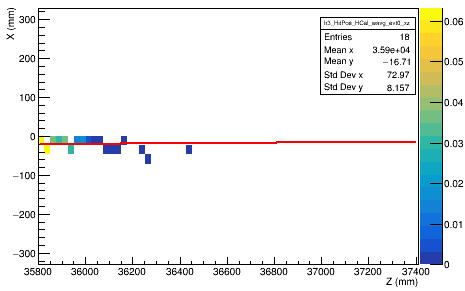 h3_HitPosi_HCal_weivg_evt0_xz
Entries 18
Mean x 3.59e+04
Mean y −16.71
Std Dev x 72.97
Std Dev y 8.157
X (mm)
300
200
100
0
−100
−200
−300
35800 36000 36200 36400 36600 36800 37000 37200 37400
Z (mm)
0.06
0.05
0.04
0.03
0.02
0.01
0